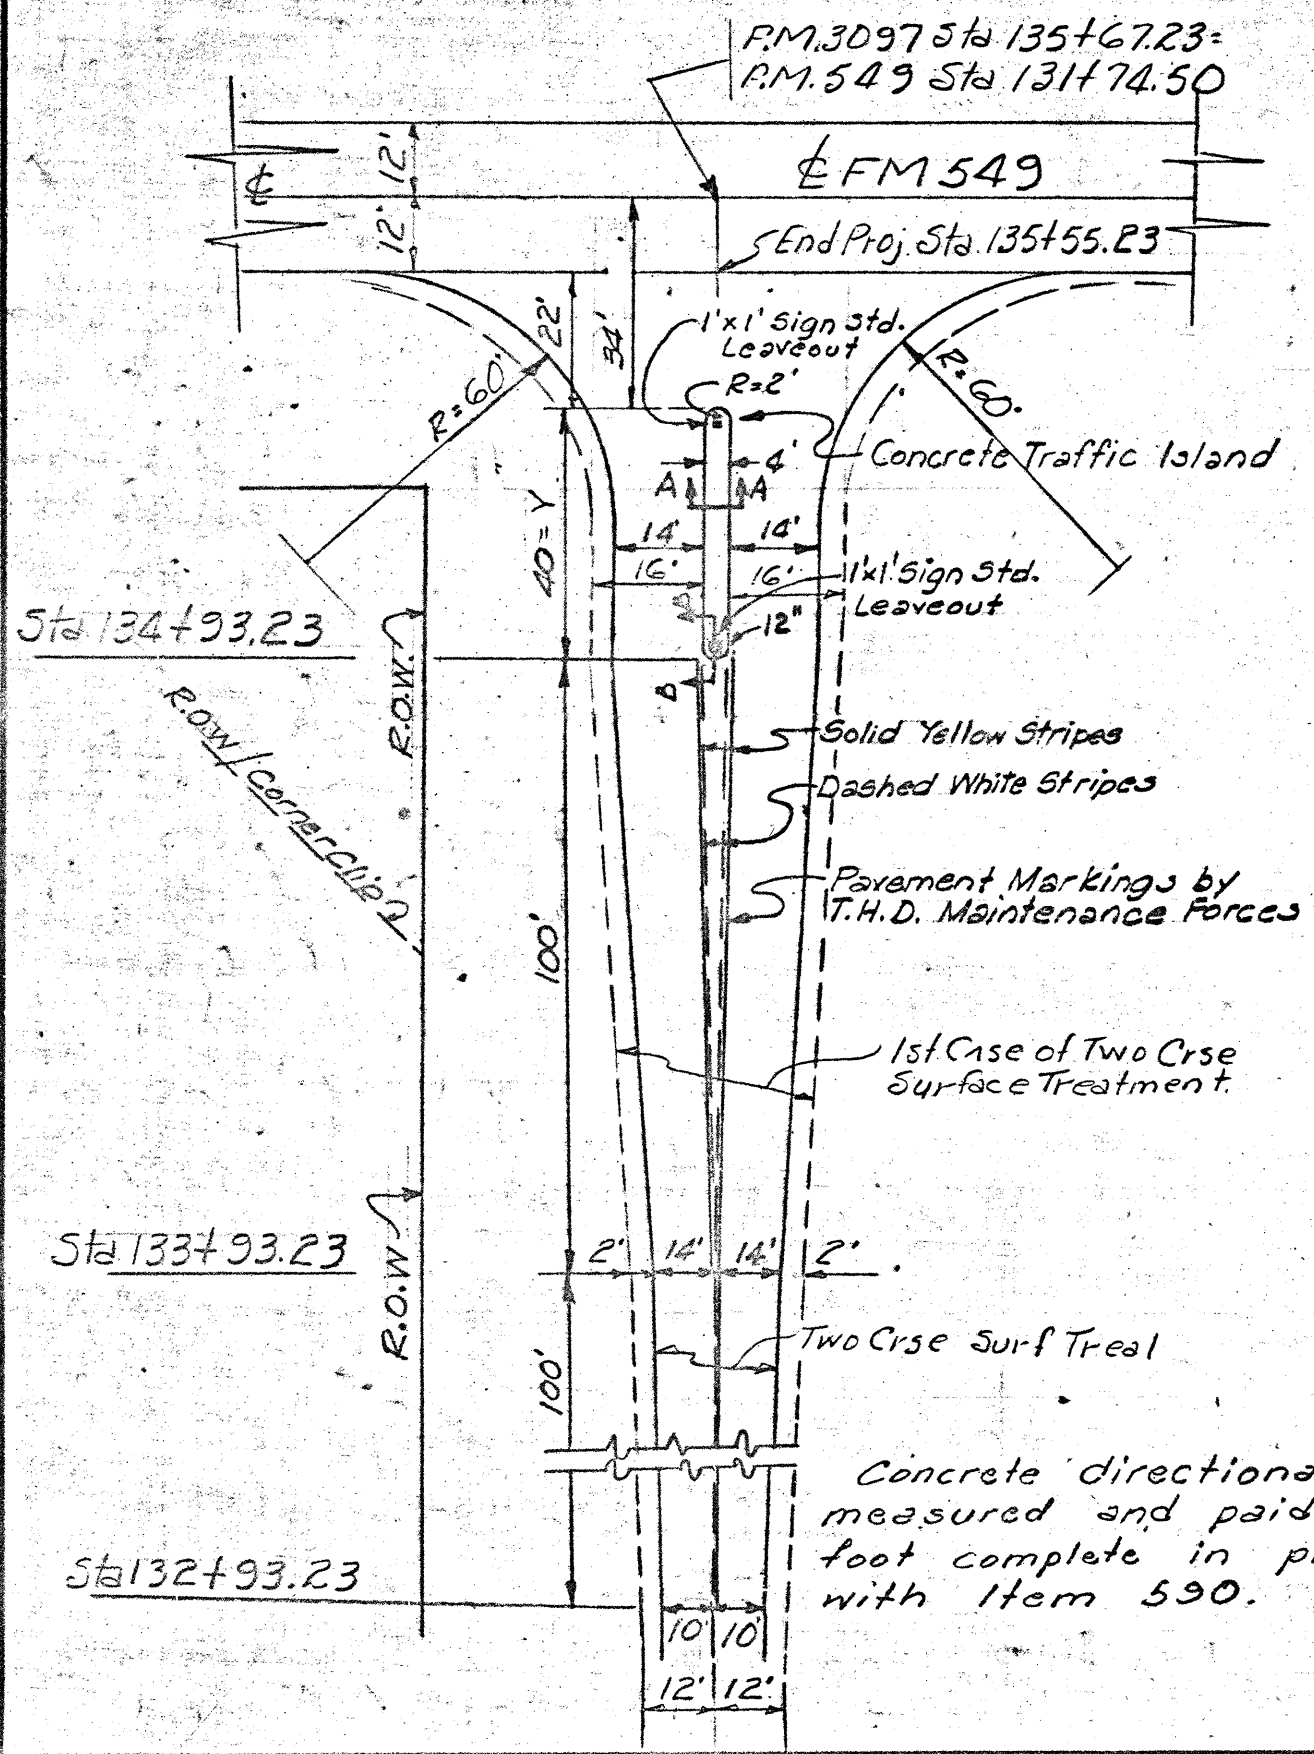 F.M.3097 Sta 135+67.23=
F.M. 549 Sta 131+74.50
12'
℄
℄ FM 549
12'
End Proj. Sta. 135+55.23
22'
34'
1'x1' Sign Std.
Leaveout
R=2'
R=60'
R=60'
Concrete Traffic Island
4'
A
A
40=Y
14'
14'
16'
16'
1'x1' Sign Std.
Leaveout
12"
B
B
Sta 134+93.23
R.O.W.
R.O.W/Corner Clip
Solid Yellow Stripes
Dashed White Stripes
Pavement Markings by
T.H.D. Maintenance Forces
100'
1st Crse of Two Crse
Surface Treatment.
Sta 133+93.23
R.O.W
2'
14'
14'
2'
Two Crse Surf Treat
100'
Concrete directiona
measured and paid
foot complete in p
with Item 590.
Sta 132+93.23
10'
10'
12'
12'